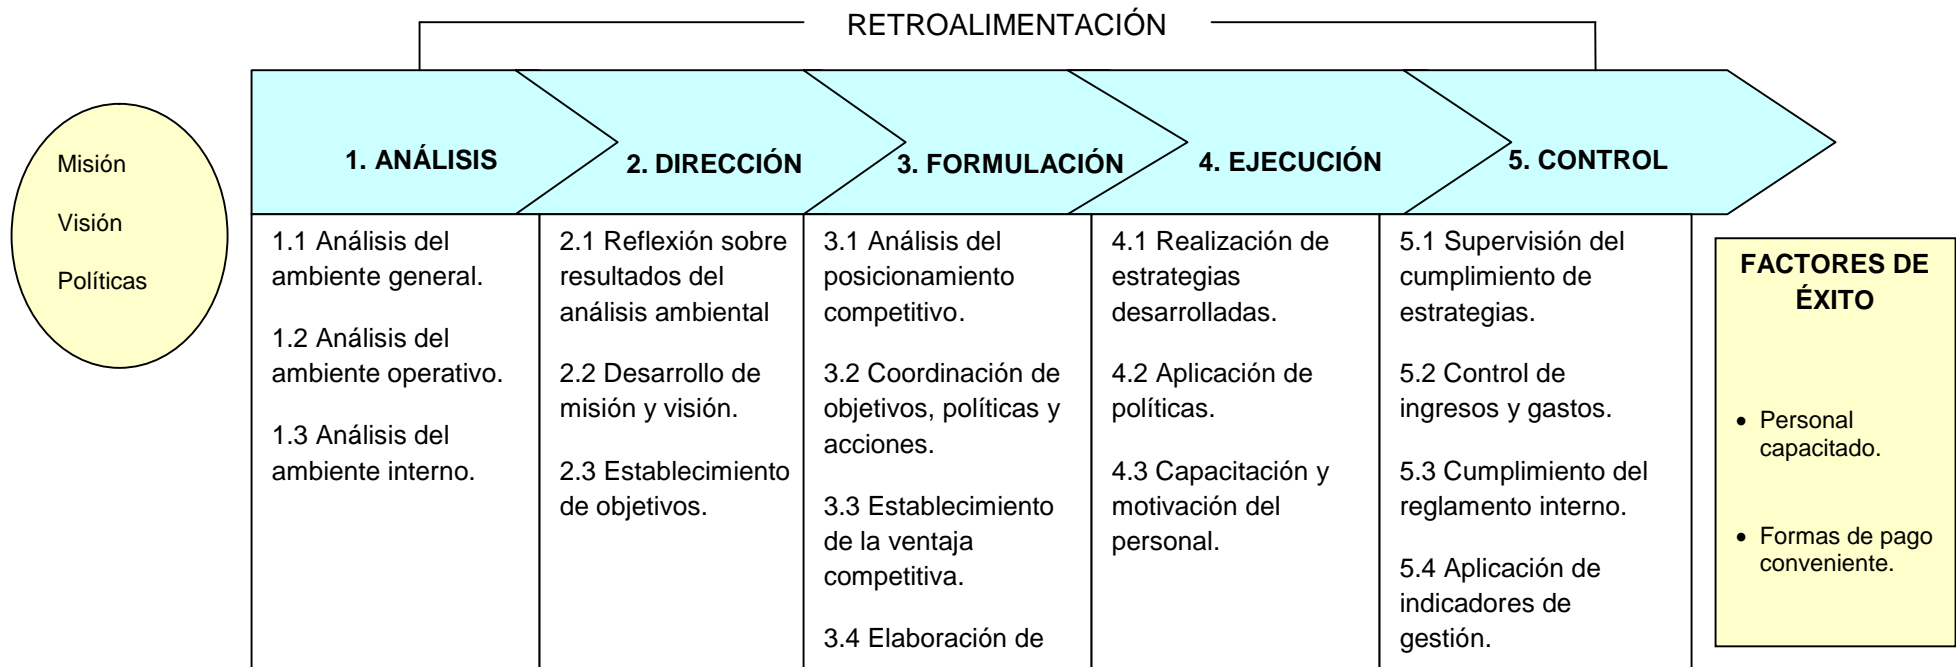 RETROALIMENTACIÓN
Misión
Visión
Políticas
1. ANÁLISIS
2. DIRECCIÓN
3. FORMULACIÓN
4. EJECUCIÓN
5. CONTROL
1.1 Análisis del
ambiente general.
1.2 Análisis del
ambiente operativo.
1.3 Análisis del
ambiente interno.
2.1 Reflexión sobre
resultados del
análisis ambiental
2.2 Desarrollo de
misión y visión.
2.3 Establecimiento
de objetivos.
3.1 Análisis del
posicionamiento
competitivo.
3.2 Coordinación de
objetivos, políticas y
acciones.
3.3 Establecimiento
de la ventaja
competitiva.
3.4 Elaboración de
4.1 Realización de
estrategias
desarrolladas.
4.2 Aplicación de
políticas.
4.3 Capacitación y
motivación del
personal.
5.1 Supervisión del
cumplimiento de
estrategias.
5.2 Control de
ingresos y gastos.
5.3 Cumplimiento del
reglamento interno.
5.4 Aplicación de
indicadores de
gestión.
FACTORES DE
ÉXITO
• Personal
capacitado.
• Formas de pago
conveniente.